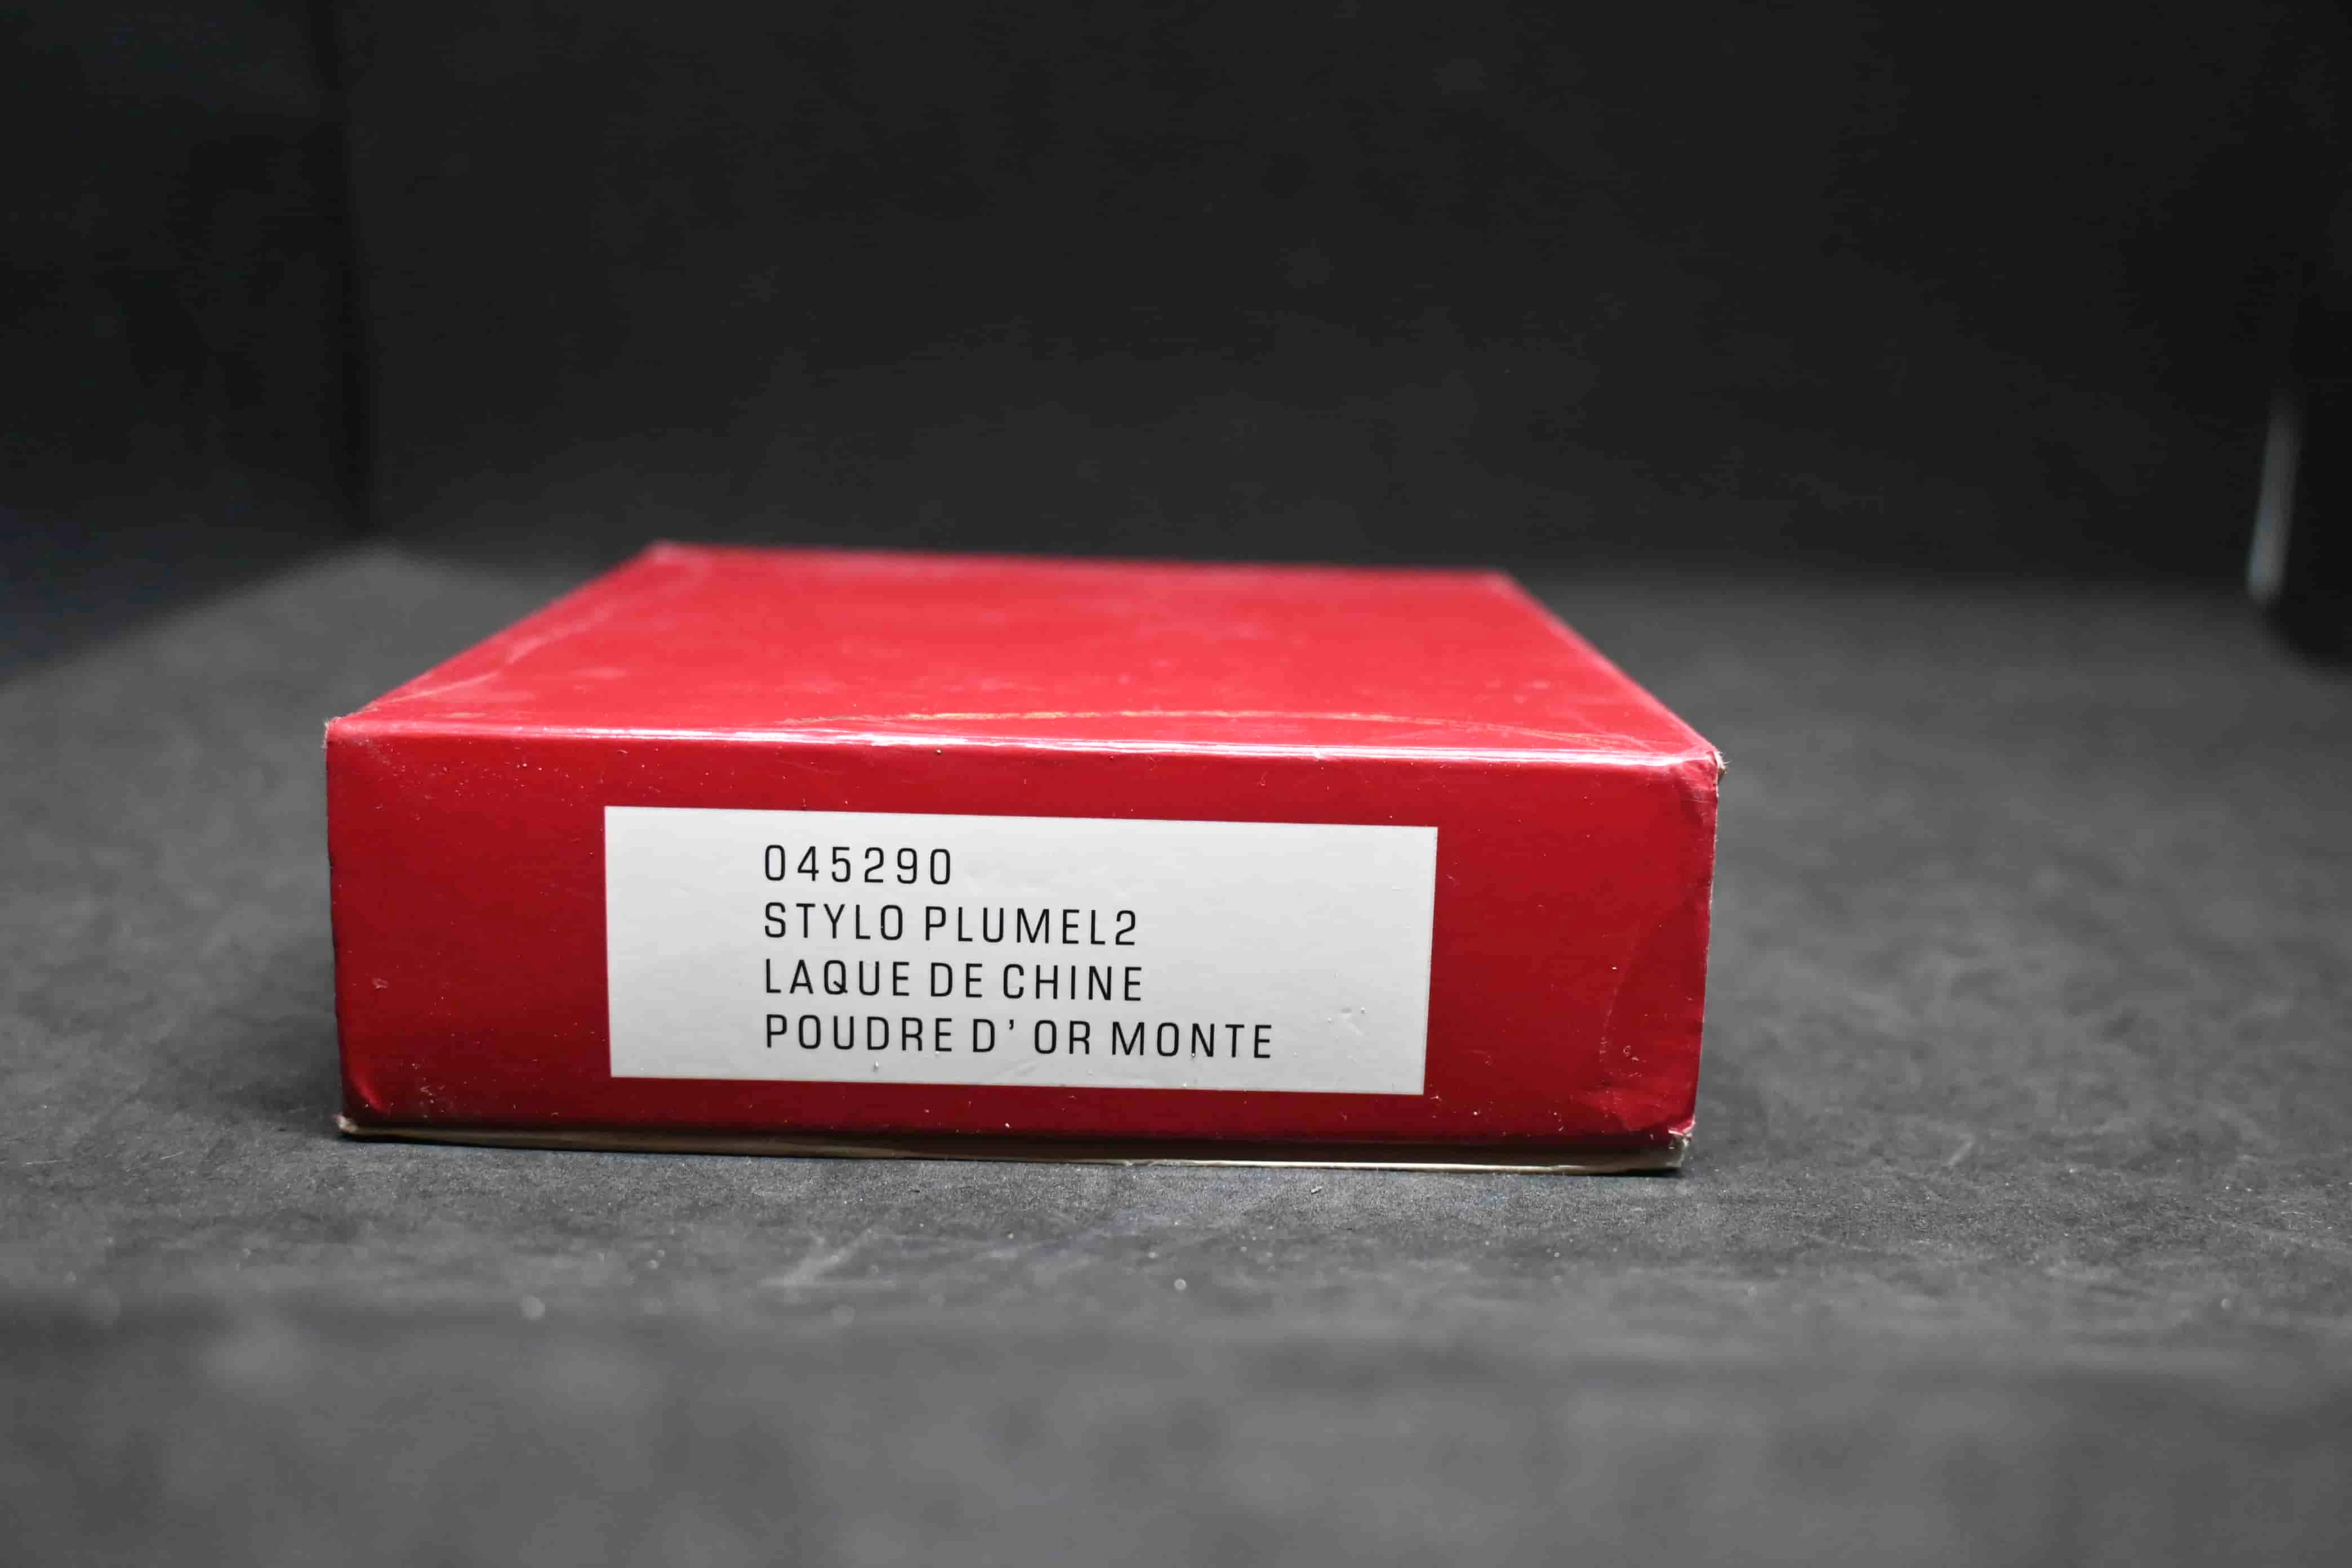 045290
STYLO PLUMEL2
LAQUE DE CHINE
POUDRE D' OR MONTE